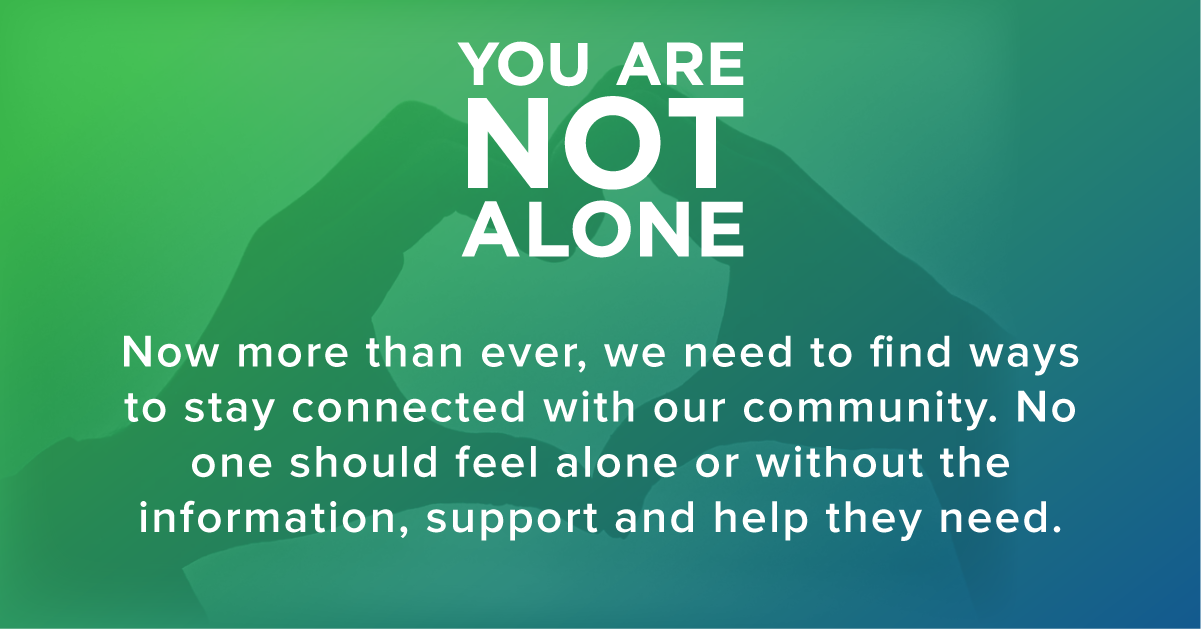 YOU ARE
NOT
ALONE
Now more than ever, we need to find ways
to stay connected with our community. No
one should feel alone or without the
information, support and help they need.